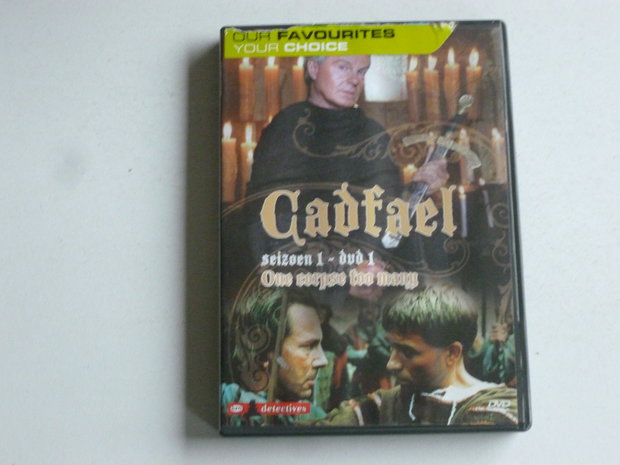 OUR FAVOURITES
YOUR CHOICE
Cadfael
seizoen 1 - dvd 1
One corpse too many
detectives
DVD